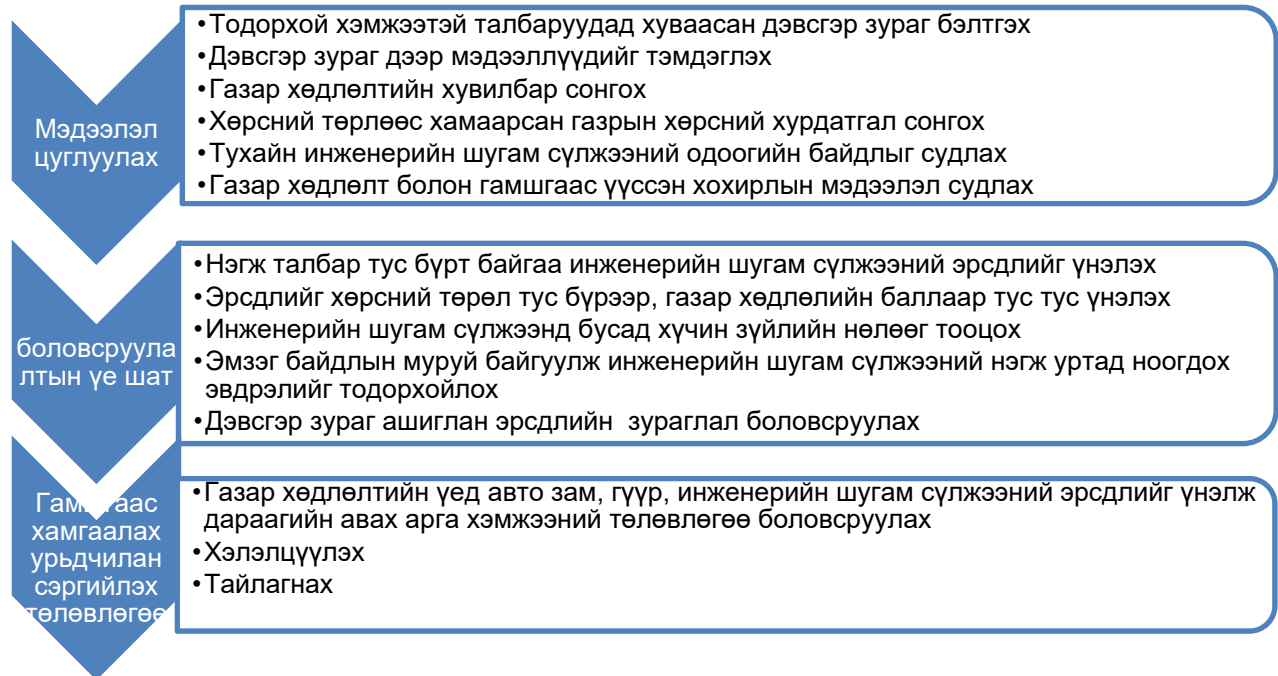 Мэдээлэл
цуглуулах
•Тодорхой хэмжээтэй талбаруудад хуваасан дэвсгэр зураг бэлтгэх
•Дэвсгэр зураг дээр мэдээллүүдийг тэмдэглэх
•Газар хөдлөлтийн хувилбар сонгох
•Хөрсний төрлөөс хамаарсан газрын хөрсний хурдатгал сонгох
•Тухайн инженерийн шугам сүлжээний одоогийн байдлыг судлах
•Газар хөдлөлт болон гамшгаас үүссэн хохирлын мэдээлэл судлах
боловсруула
лтын үе шат
•Нэгж талбар тус бүрт байгаа инженерийн шугам сүлжээний эрсдлийг үнэлэх
•Эрсдлийг хөрсний төрөл тус бүрээр, газар хөдлөлийн баллаар тус тус үнэлэх
•Инженерийн шугам сүлжээнд бусад хүчин зүйлийн нөлөөг тооцох
•Эмзэг байдлын муруй байгуулж инженерийн шугам сүлжээний нэгж уртад ноогдох
эвдрэлийг тодорхойлох
•Дэвсгэр зураг ашиглан эрсдлийн зураглал боловсруулах
Гамшгаас
хамгаалах
урьдчилан
сэргийлэх
төлөвлөгөө
•Газар хөдлөлтийн үед авто зам, гүүр, инженерийн шугам сүлжээний эрсдлийг үнэлж
дараагийн авах арга хэмжээний төлөвлөгөө боловсруулах
•Хэлэлцүүлэх
•Тайлагнах